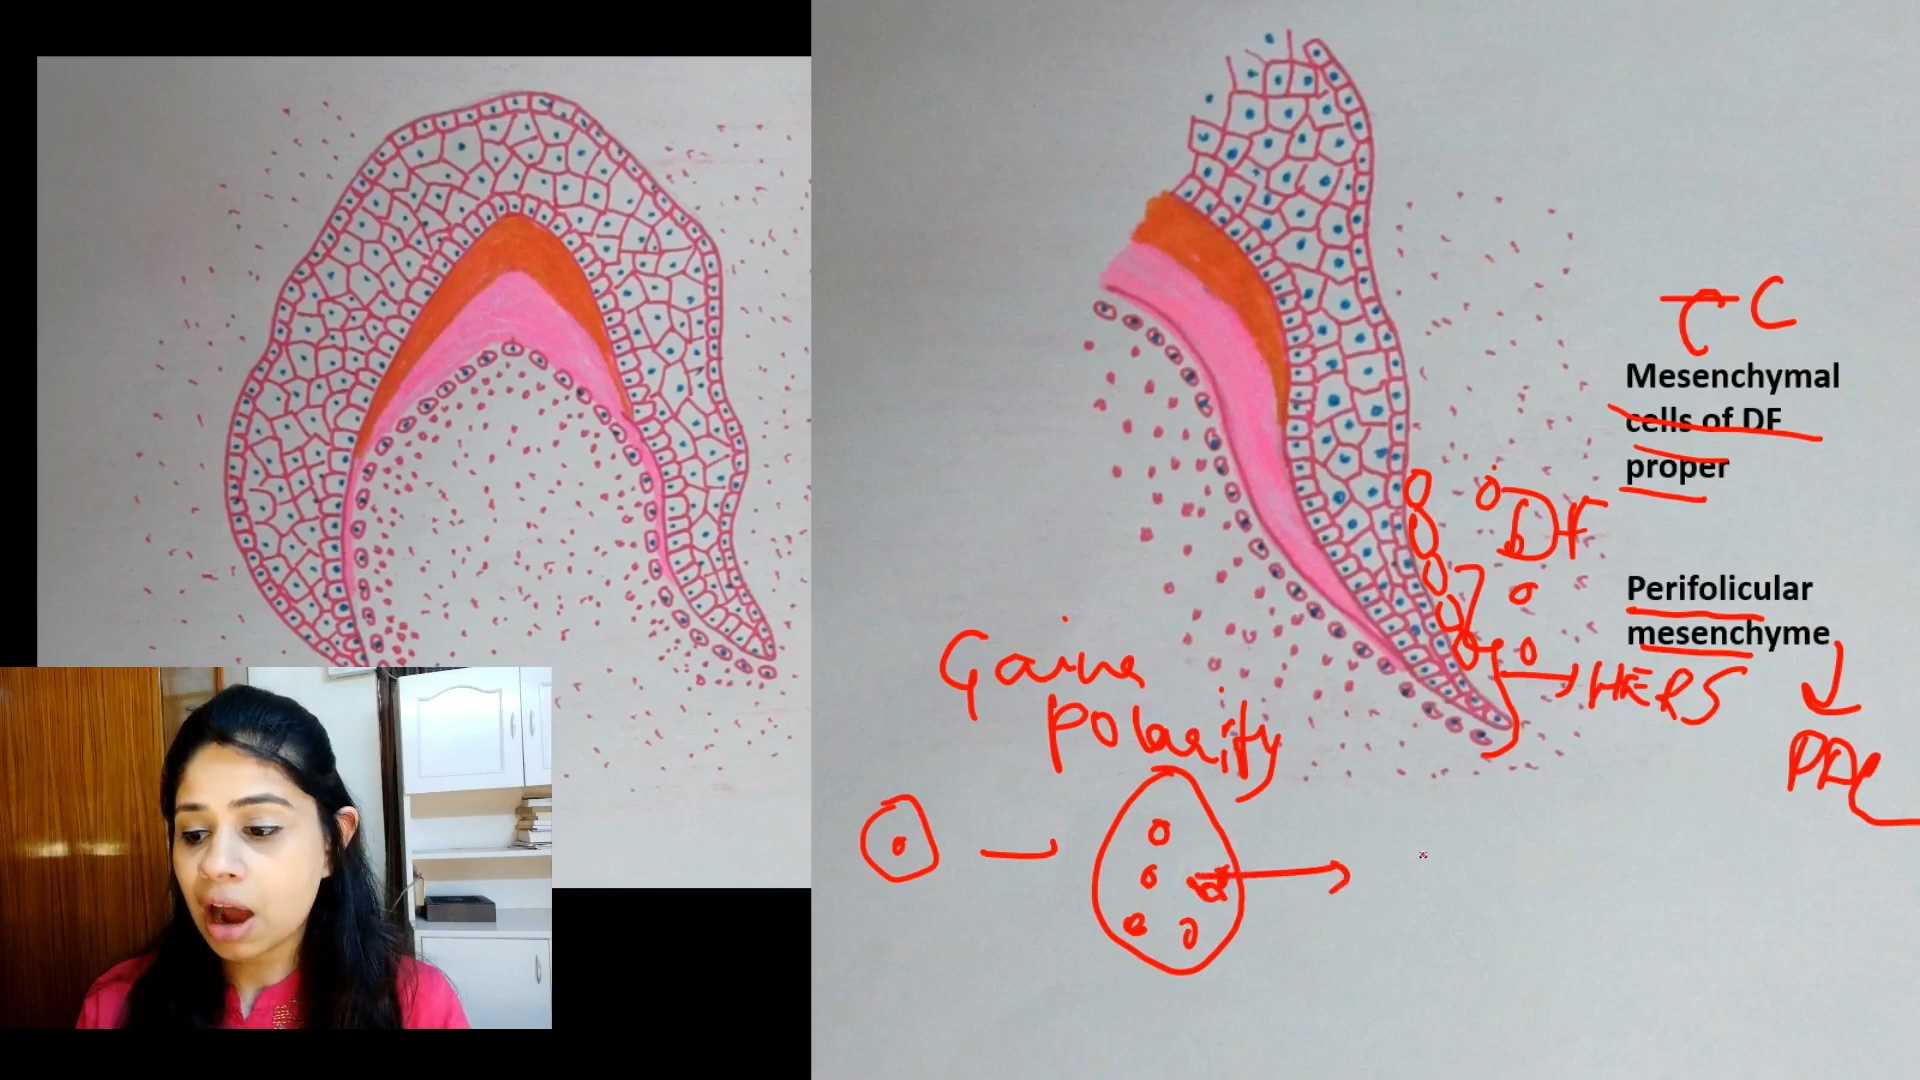 C C
Mesenchymal
cells of DF
proper
DF
Perifolicular
mesenchyme
HERS
PDL
Gains
polarity